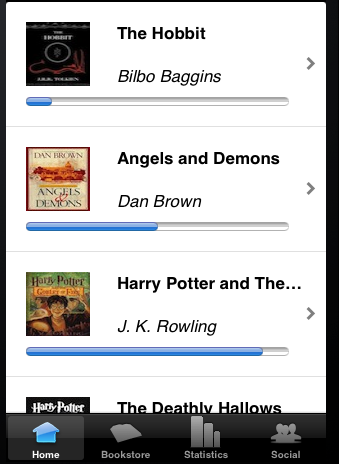 THE
HOBBIT
J.R.R. TOLKIEN
The Hobbit
Bilbo Baggins
DAN BROWN
ANGELS
&
DEMONS
Angels and Demons
Dan Brown
Harry Potter
GOBLET OF FIRE
Harry Potter and The...
J. K. Rowling
Harry Potter
The Deathly Hallows
Home
Bookstore
Statistics
Social